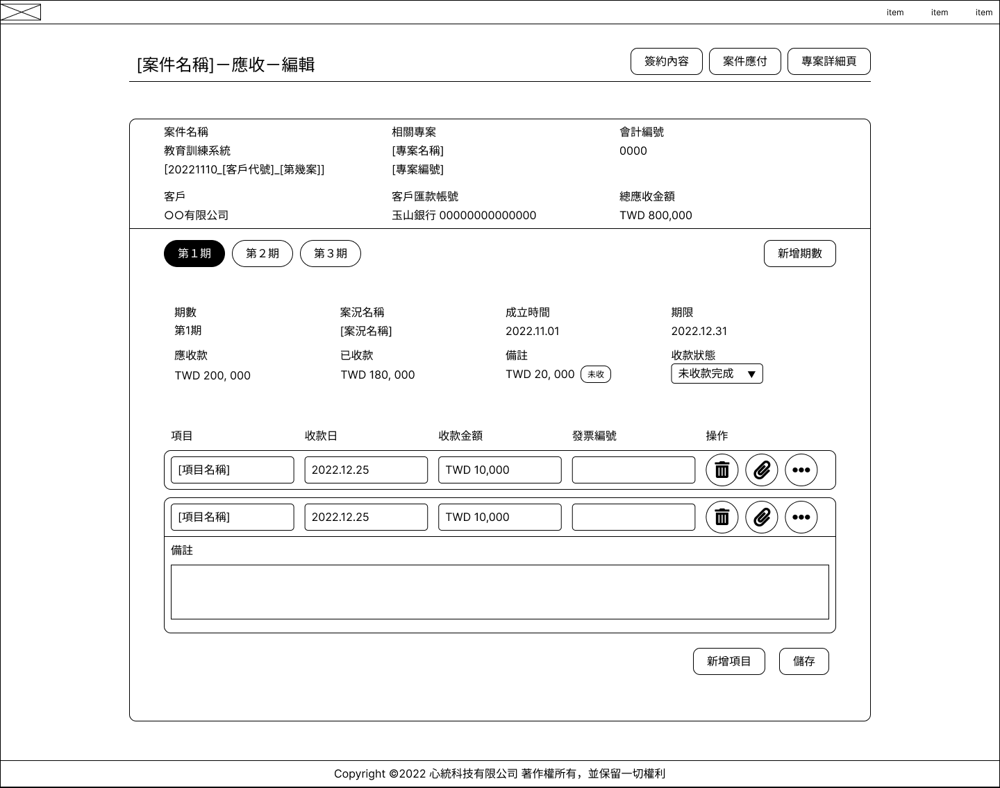 item item item
[案件名稱]－應收－編輯
簽約內容 案件應付 專案詳細頁
案件名稱 相關專案 會計編號
教育訓練系統 [專案名稱] 0000
[20221110_[客戶代號]_[第幾案]] [專案編號]
客戶 客戶匯款帳號 總應收金額
〇〇有限公司 玉山銀行 00000000000000 TWD 800,000
第１期 第２期 第３期 新增期數
期數 案況名稱 成立時間 期限
第1期 [案況名稱] 2022.11.01 2022.12.31
應收款 已收款 備註 收款狀態
TWD 200, 000 TWD 180, 000 TWD 20, 000 未收 未收款完成 ▼
項目 收款日 收款金額 發票編號 操作
[項目名稱] 2022.12.25 TWD 10,000
[項目名稱] 2022.12.25 TWD 10,000
備註
新增項目 儲存
Copyright ©2022 心統科技有限公司 著作權所有，並保留一切權利